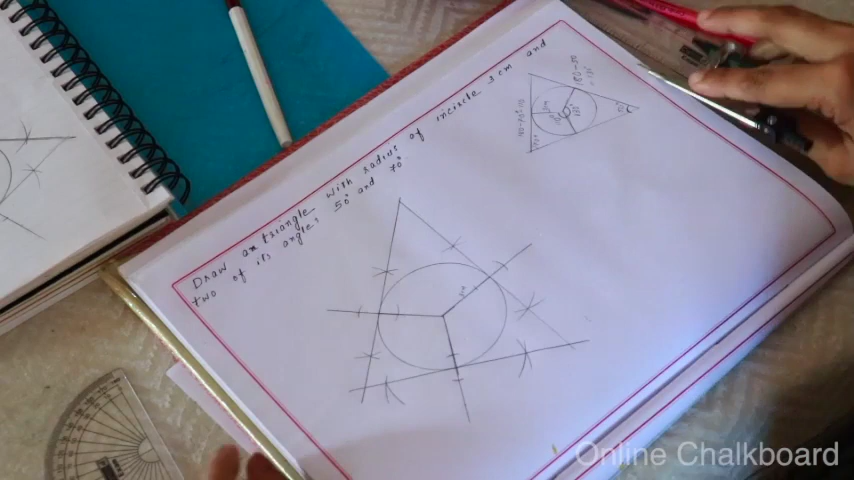 Draw an triangle with radius of incircle 3 cm and
two of its angles 50° and 70°.
3cm
Online Chalkboard